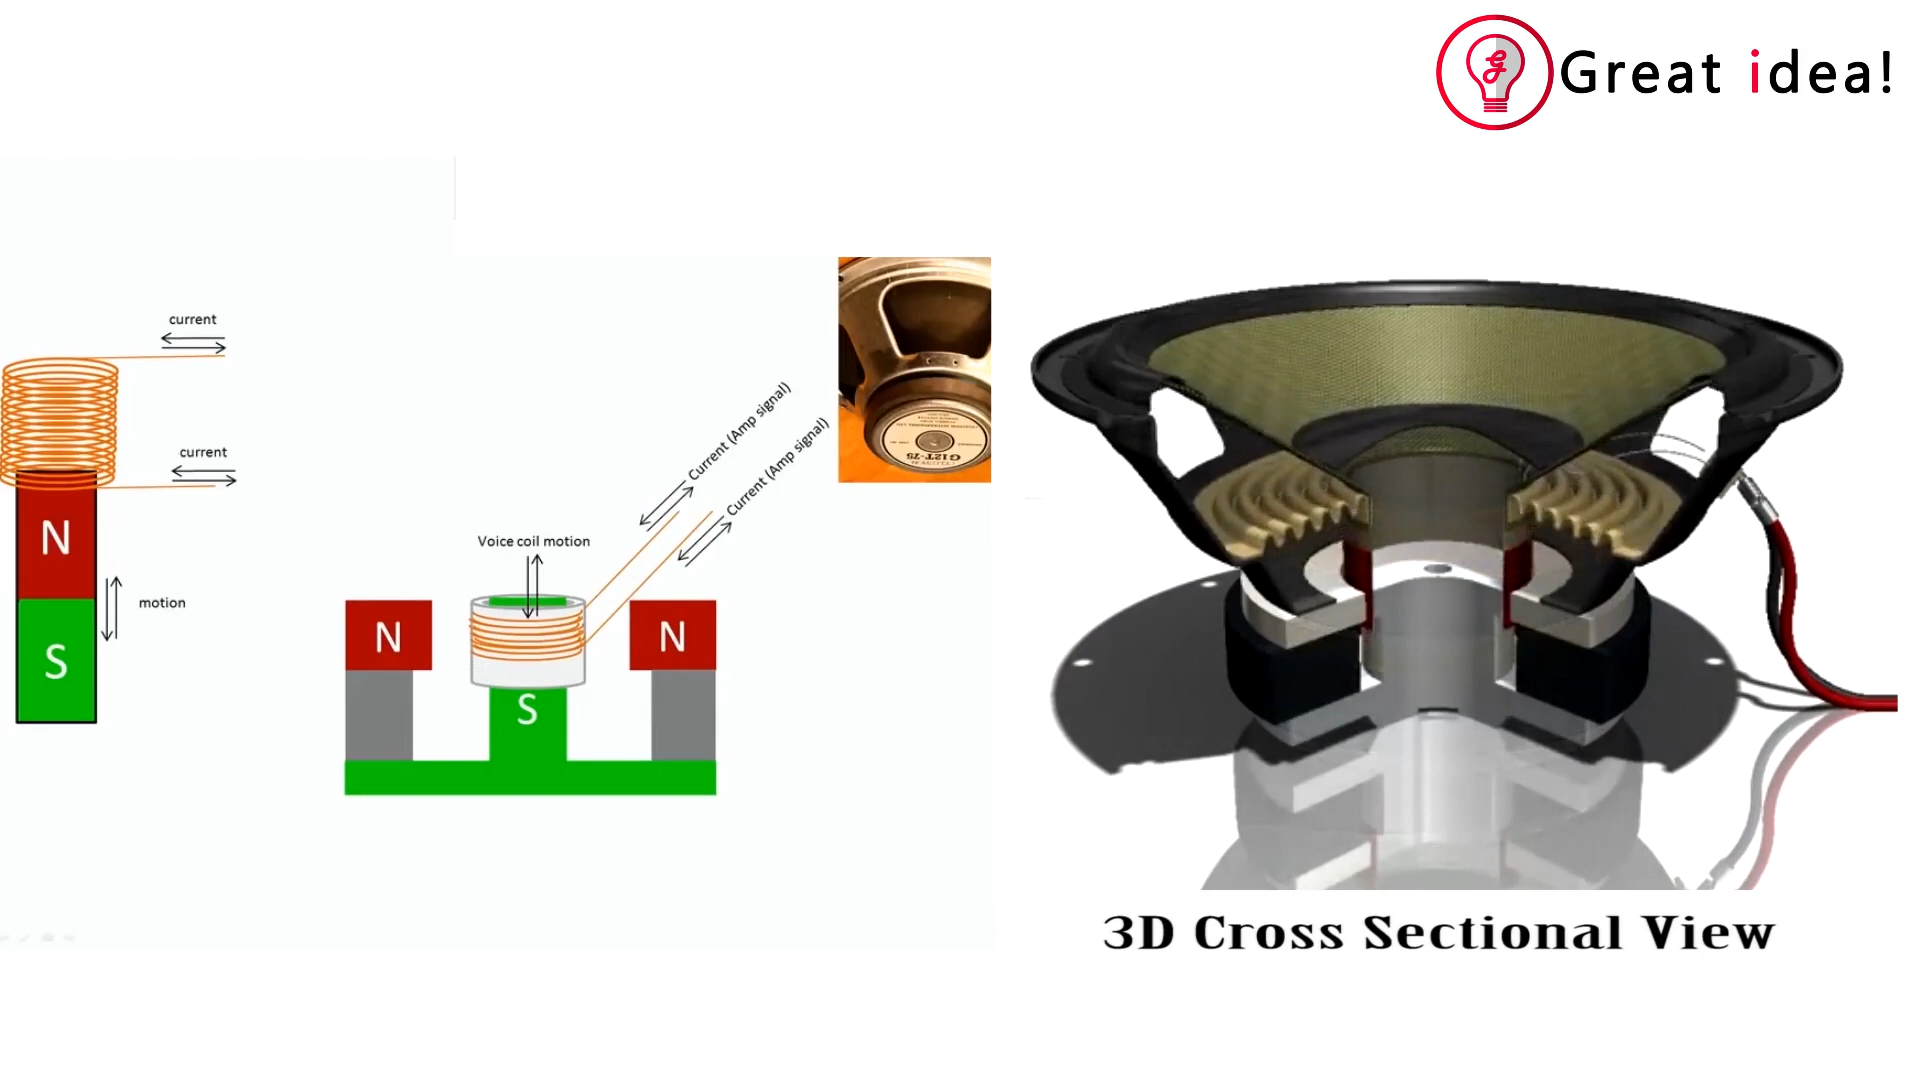 Great idea!
current
current
N
S
motion
Voice coil motion
Current (Amp signal)
Current (Amp signal)
N
N
S
G12T-75
3D Cross Sectional View